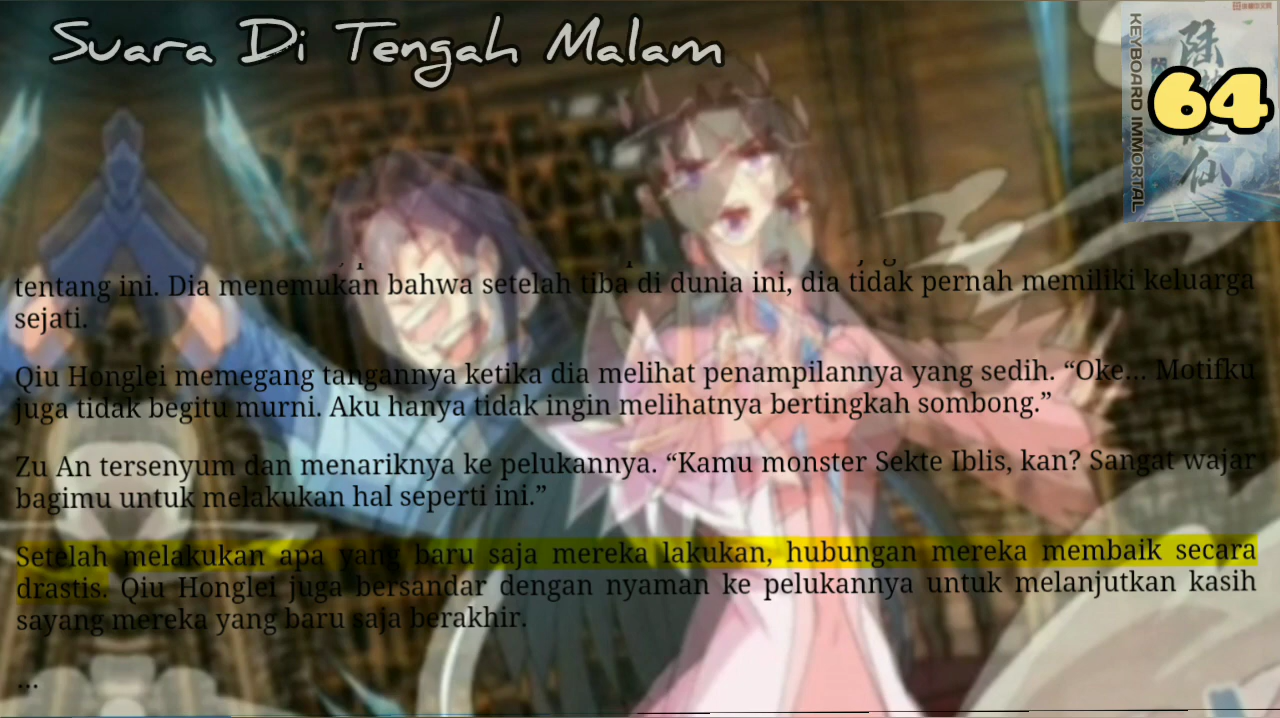 Suara Di Tengah Malam
KEYBOARD IMMORTAL
64
tentang ini. Dia menemukan bahwa setelah tiba di dunia ini, dia tidak pernah memiliki keluarga
sejati.
Qiu Honglei memegang tangannya ketika dia melihat penampilannya yang sedih. “Oke... Motifku
juga tidak begitu murni. Aku hanya tidak ingin melihatnya bertingkah sombong.”
Zu An tersenyum dan menariknya ke pelukannya. “Kamu monster Sekte Iblis, kan? Sangat wajar
bagimu untuk melakukan hal seperti ini.”
Setelah melakukan apa yang baru saja mereka lakukan, hubungan mereka membaik secara
drastis. Qiu Honglei juga bersandar dengan nyaman ke pelukannya untuk melanjutkan kasih
sayang mereka yang baru saja berakhir.
...